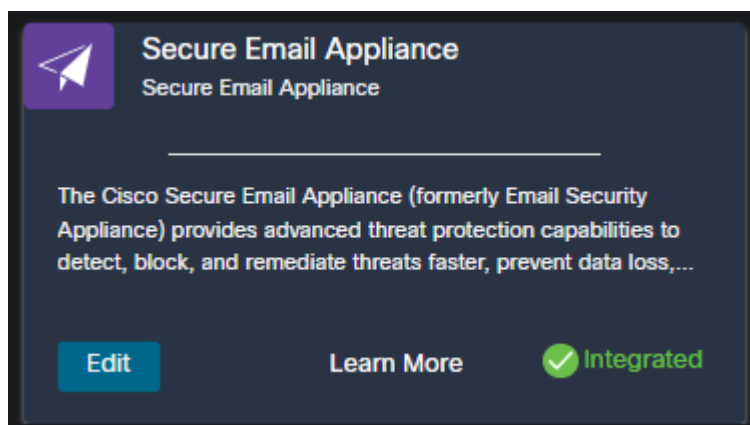 Secure Email Appliance
Secure Email Appliance
The Cisco Secure Email Appliance (formerly Email Security
Appliance) provides advanced threat protection capabilities to
detect, block, and remediate threats faster, prevent data loss,...
Edit Learn More Integrated